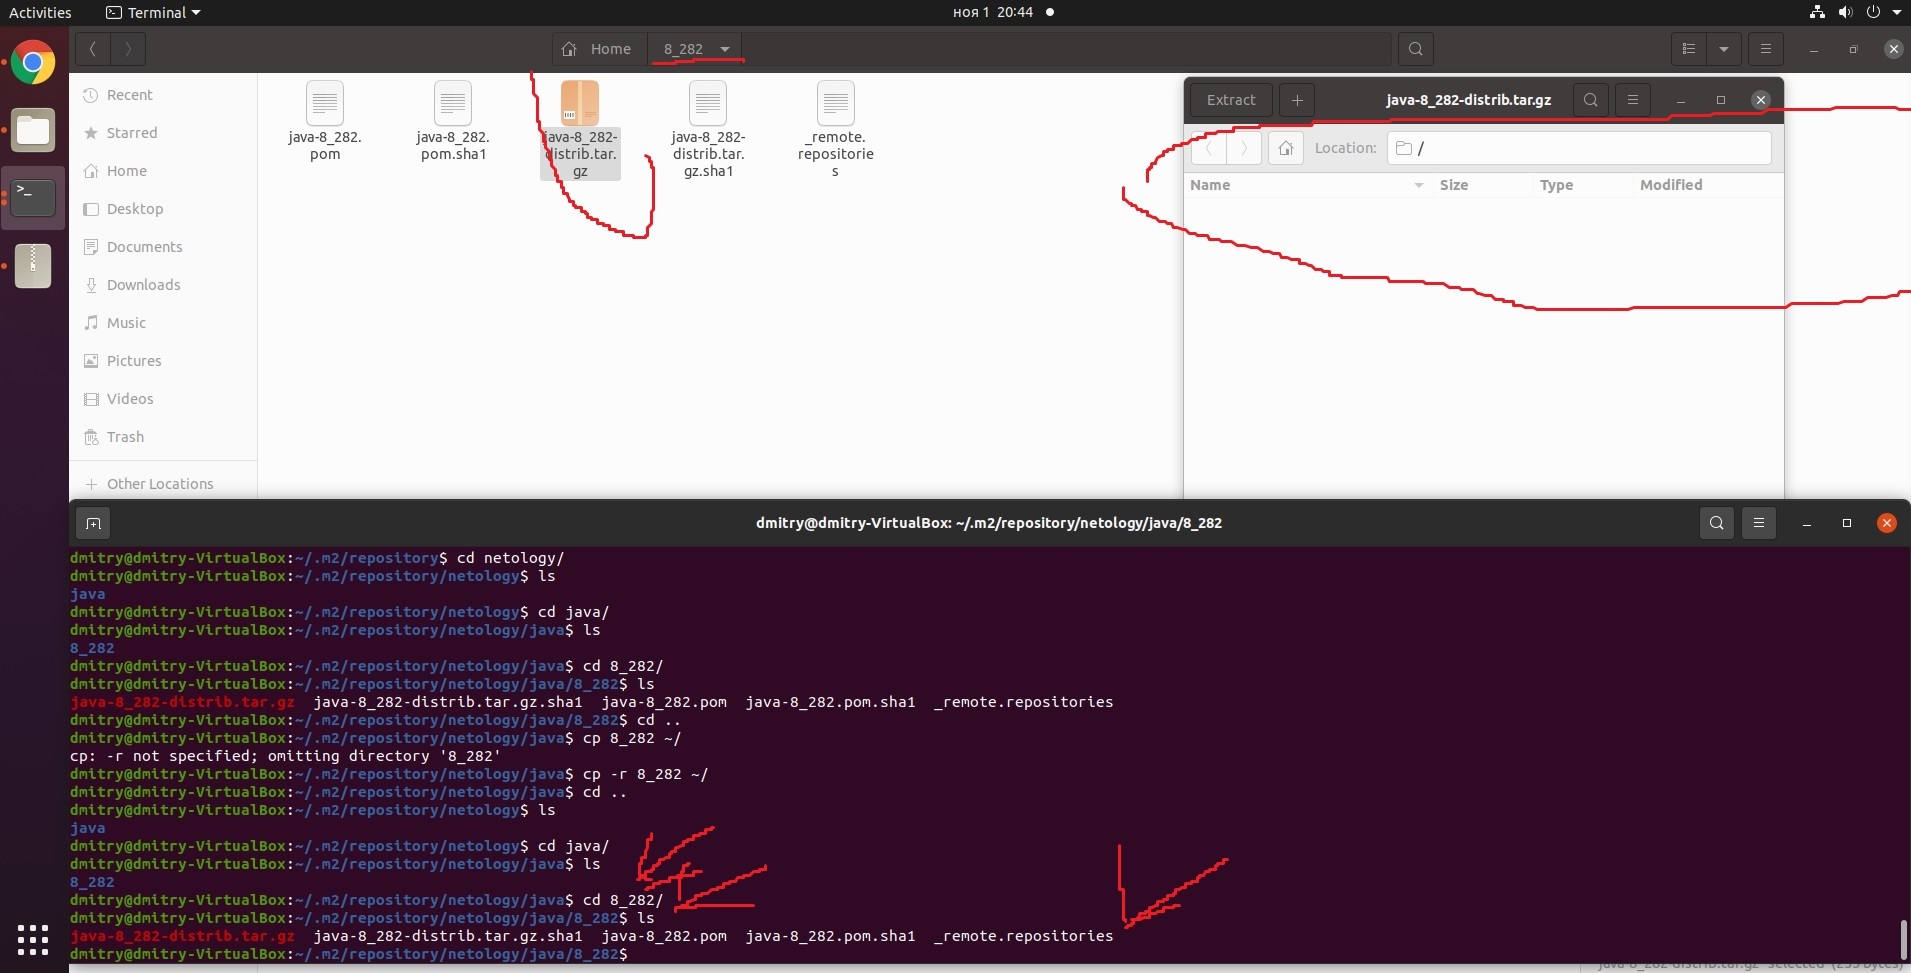 Activities
Terminal
ноя 1 20:44
Home
8_282
Recent
Starred
Home
Desktop
Documents
Downloads
Music
Pictures
Videos
Trash
Other Locations
java-8_282.
pom
java-8_282.
pom.sha1
java-8_282-
distrib.tar.
gz
java-8_282-
distrib.tar.
gz.sha1
_remote.
repositorie
s
Extract
java-8_282-distrib.tar.gz
Location:
/
Name Size Type Modified
dmitry@dmitry-VirtualBox: ~/.m2/repository/netology/java/8_282
dmitry@dmitry-VirtualBox:~/.m2/repository$ cd netology/
dmitry@dmitry-VirtualBox:~/.m2/repository/netology$ ls
java
dmitry@dmitry-VirtualBox:~/.m2/repository/netology$ cd java/
dmitry@dmitry-VirtualBox:~/.m2/repository/netology/java$ ls
8_282
dmitry@dmitry-VirtualBox:~/.m2/repository/netology/java$ cd 8_282/
dmitry@dmitry-VirtualBox:~/.m2/repository/netology/java/8_282$ ls
java-8_282-distrib.tar.gz java-8_282-distrib.tar.gz.sha1 java-8_282.pom java-8_282.pom.sha1 _remote.repositories
dmitry@dmitry-VirtualBox:~/.m2/repository/netology/java/8_282$ cd ..
dmitry@dmitry-VirtualBox:~/.m2/repository/netology/java$ cp 8_282 ~/
cp: -r not specified; omitting directory '8_282'
dmitry@dmitry-VirtualBox:~/.m2/repository/netology/java$ cp -r 8_282 ~/
dmitry@dmitry-VirtualBox:~/.m2/repository/netology/java$ cd ..
dmitry@dmitry-VirtualBox:~/.m2/repository/netology$ ls
java
dmitry@dmitry-VirtualBox:~/.m2/repository/netology$ cd java/
dmitry@dmitry-VirtualBox:~/.m2/repository/netology/java$ ls
8_282
dmitry@dmitry-VirtualBox:~/.m2/repository/netology/java$ cd 8_282/
dmitry@dmitry-VirtualBox:~/.m2/repository/netology/java/8_282$ ls
java-8_282-distrib.tar.gz java-8_282-distrib.tar.gz.sha1 java-8_282.pom java-8_282.pom.sha1 _remote.repositories
dmitry@dmitry-VirtualBox:~/.m2/repository/netology/java/8_282$